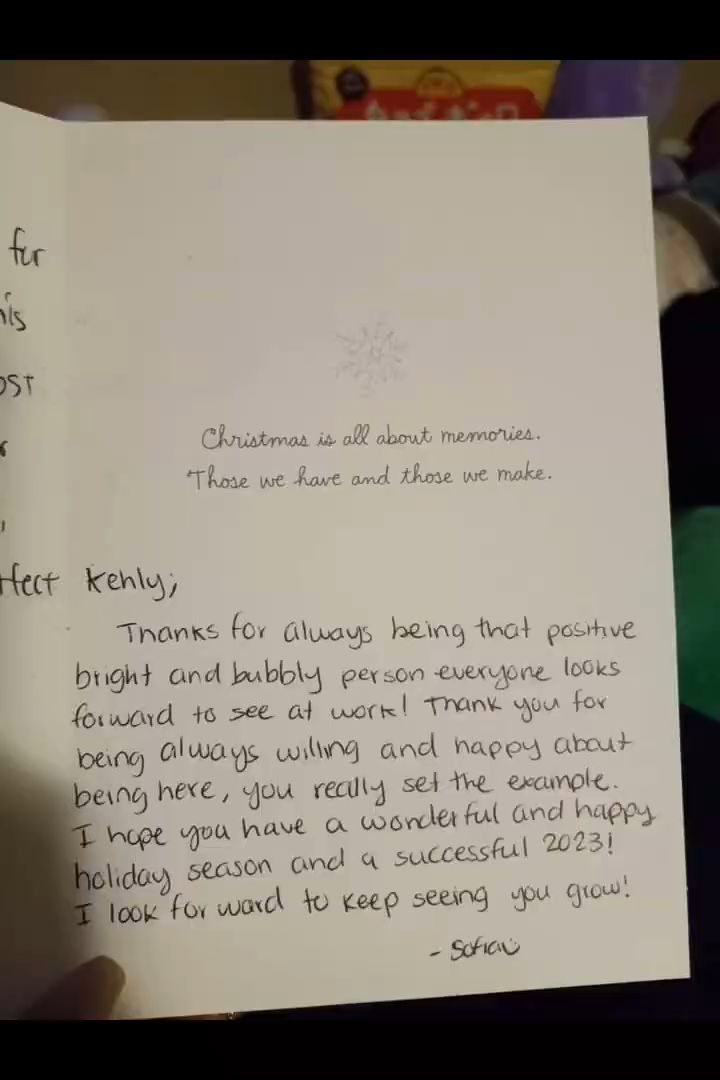 fur
ost
Christmas is all about memories.
Those we have and those we make.
Kehly;
Thanks for always being that positive
bright and bubbly person everyone looks
forward to see at work! Thank you for
being always willing and happy about
being here, you really set the example.
I hope you have a wonderful and happy
holiday season and a successful 2023!
I look forward to keep seeing you grow!
- Sofia